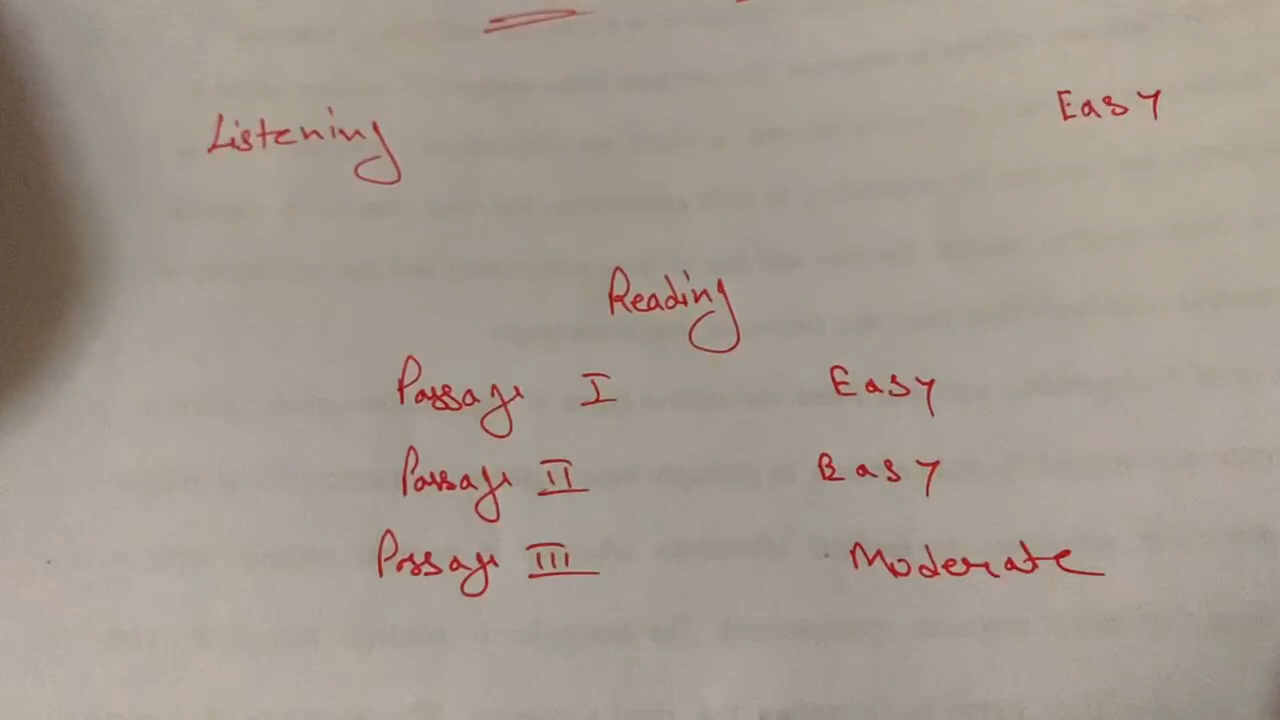 Listening Easy
Reading
Passage I Easy
Passage II Easy
Passage III Moderate